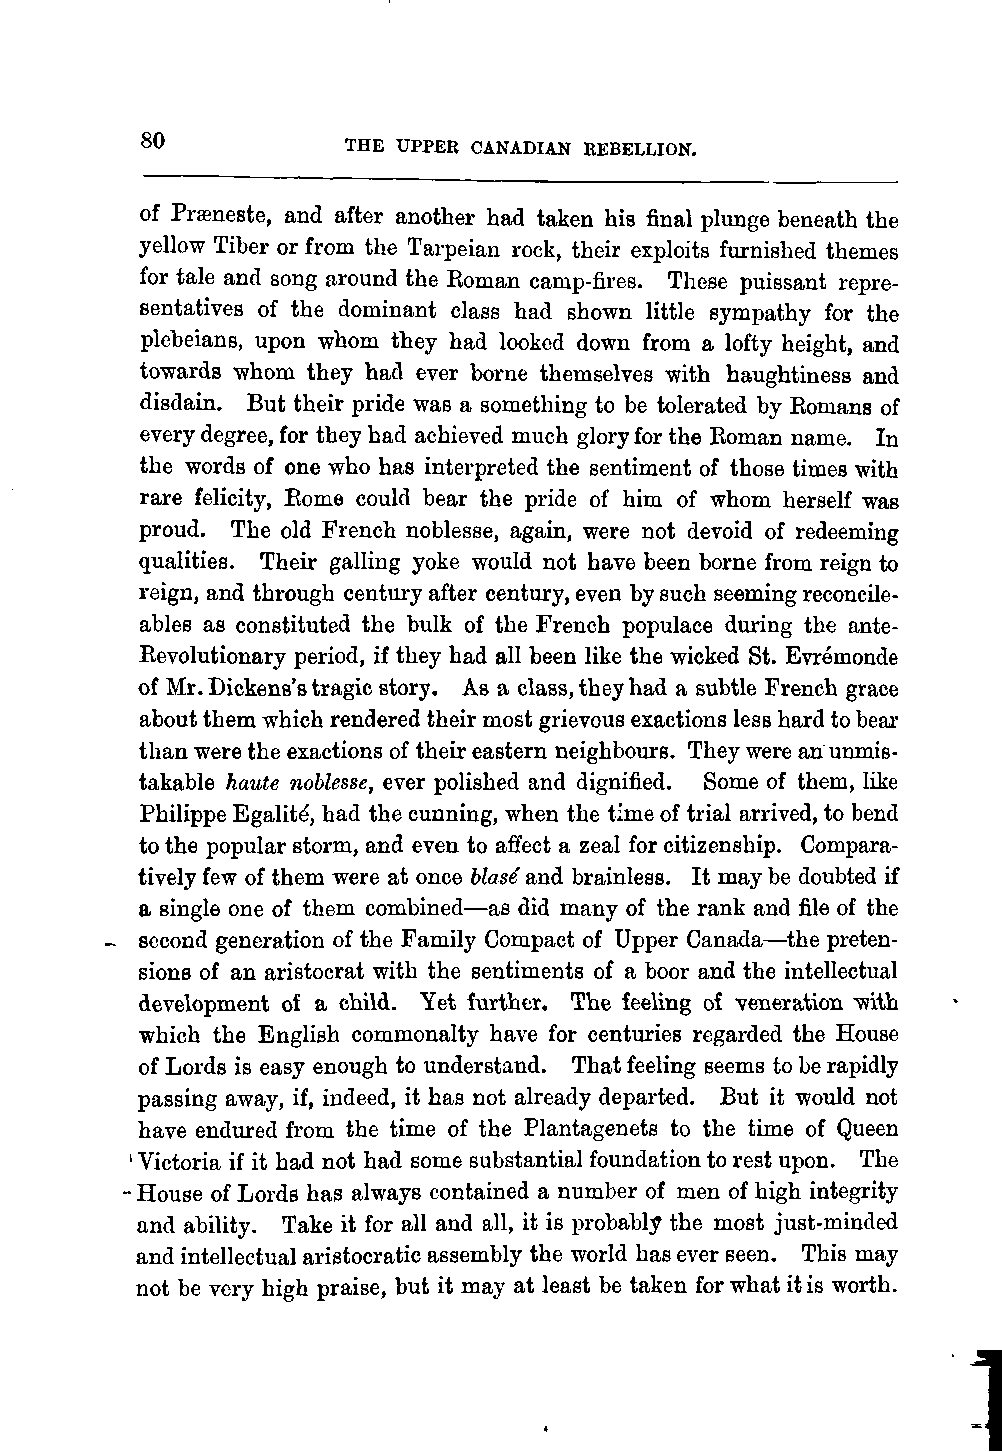 80
THE UPPER CANADIAN REBELLION.
of Præneste, and after another had taken his final plunge beneath the
yellow Tiber or from the Tarpeian rock, their exploits furnished themes
for tale and song around the Roman camp-fires. These puissant repre-
sentatives of the dominant class had shown little sympathy for the
plebeians, upon whom they had looked down from a lofty height, and
towards whom they had ever borne themselves with haughtiness and
disdain. But their pride was a something to be tolerated by Romans of
every degree, for they had achieved much glory for the Roman name. In
the words of one who has interpreted the sentiment of those times with
rare felicity, Rome could bear the pride of him of whom herself was
proud. The old French noblesse, again, were not devoid of redeeming
qualities. Their galling yoke would not have been borne from reign to
reign, and through century after century, even by such seeming reconcile-
ables as constituted the bulk of the French populace during the ante-
Revolutionary period, if they had all been like the wicked St. Evrémonde
of Mr. Dickens's tragic story. As a class, they had a subtle French grace
about them which rendered their most grievous exactions less hard to bear
than were the exactions of their eastern neighbours. They were an unmis-
takable haute noblesse, ever polished and dignified. Some of them, like
Philippe Egalité, had the cunning, when the time of trial arrived, to bend
to the popular storm, and even to affect a zeal for citizenship. Compara-
tively few of them were at once blasé and brainless. It may be doubted if
a single one of them combined—as did many of the rank and file of the
second generation of the Family Compact of Upper Canada—the preten-
sions of an aristocrat with the sentiments of a boor and the intellectual
development of a child. Yet further. The feeling of veneration with
which the English commonalty have for centuries regarded the House
of Lords is easy enough to understand. That feeling seems to be rapidly
passing away, if, indeed, it has not already departed. But it would not
have endured from the time of the Plantagenets to the time of Queen
Victoria if it had not had some substantial foundation to rest upon. The
House of Lords has always contained a number of men of high integrity
and ability. Take it for all and all, it is probably the most just-minded
and intellectual aristocratic assembly the world has ever seen. This may
not be very high praise, but it may at least be taken for what it is worth.